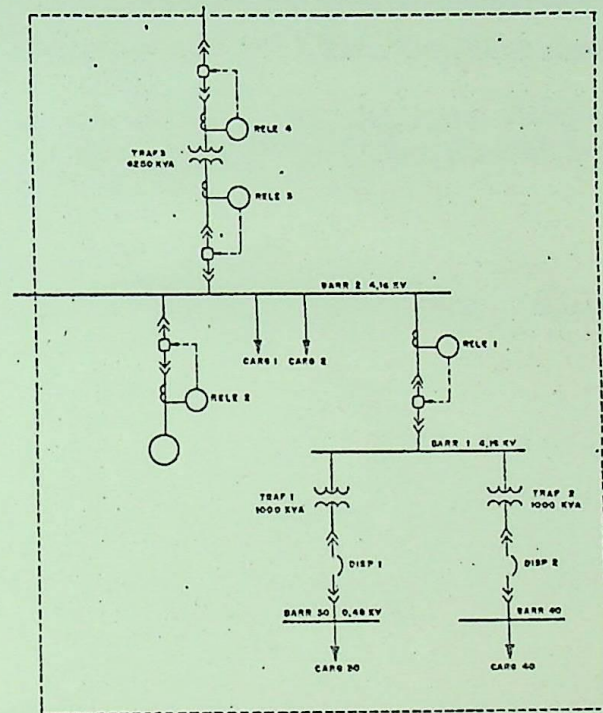 RELE 4
TRAF 3
6250 KVA
RELE 3
BARR 2 4,16 KV
CARG 1 CARG 2
RELE 1
RELE 2
BARR 1 4,16 KV
TRAF 1
1000 KVA
TRAF 2
1000 KVA
DISP 1
DISP 2
BARR 30 0,48 KV
BARR 40
CARG 30
CARG 40